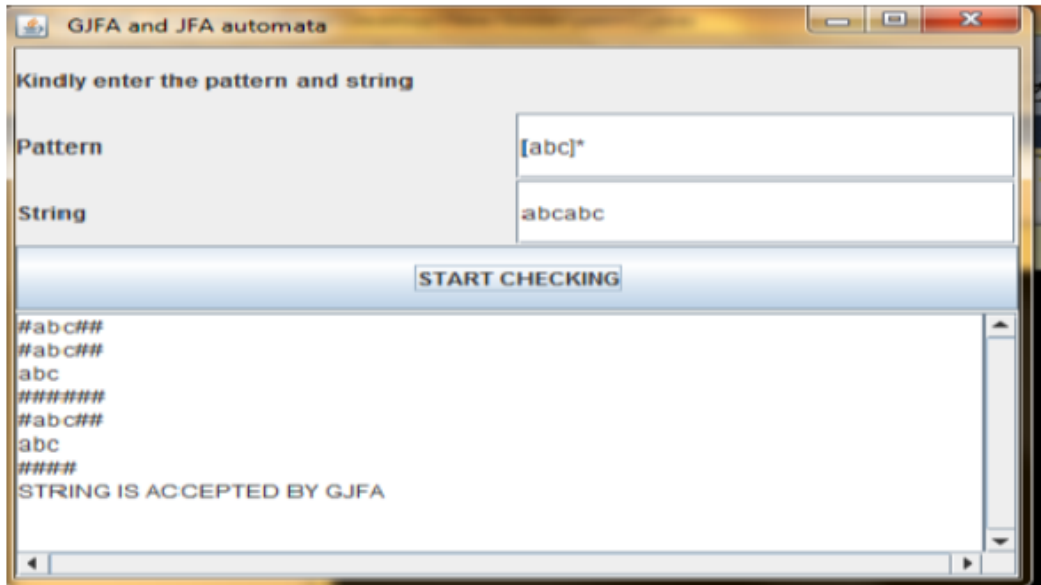 GJFA and JFA automata
Kindly enter the pattern and string
Pattern
[abc]*
String
abcabc
START CHECKING
#abc##
#abc##
abc
######
#abc##
abc
####
STRING IS ACCEPTED BY GJFA